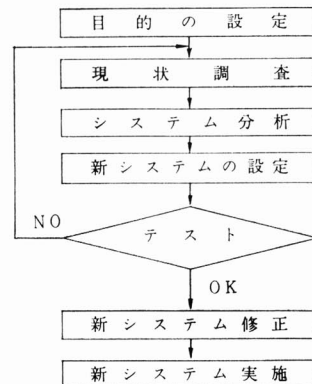 目的の設定
現状調査
システム分析
新システムの設定
テスト
NO
OK
新システム修正
新システム実施